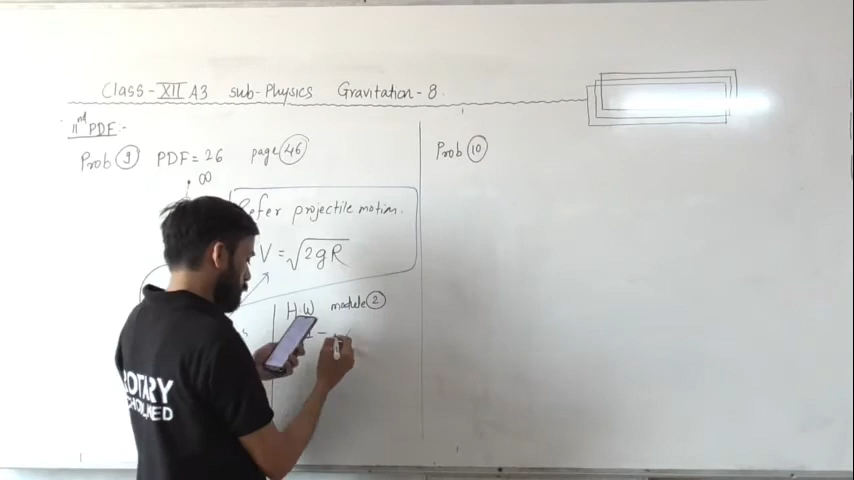 Class - XII A3 sub-Physics Gravitation - 8.
IInd PDF :-
Prob 9 PDF = 26 page 46
∞
Refer projectile motion.
V = √2gR
H.W module 2
Prob 10
ROTARY